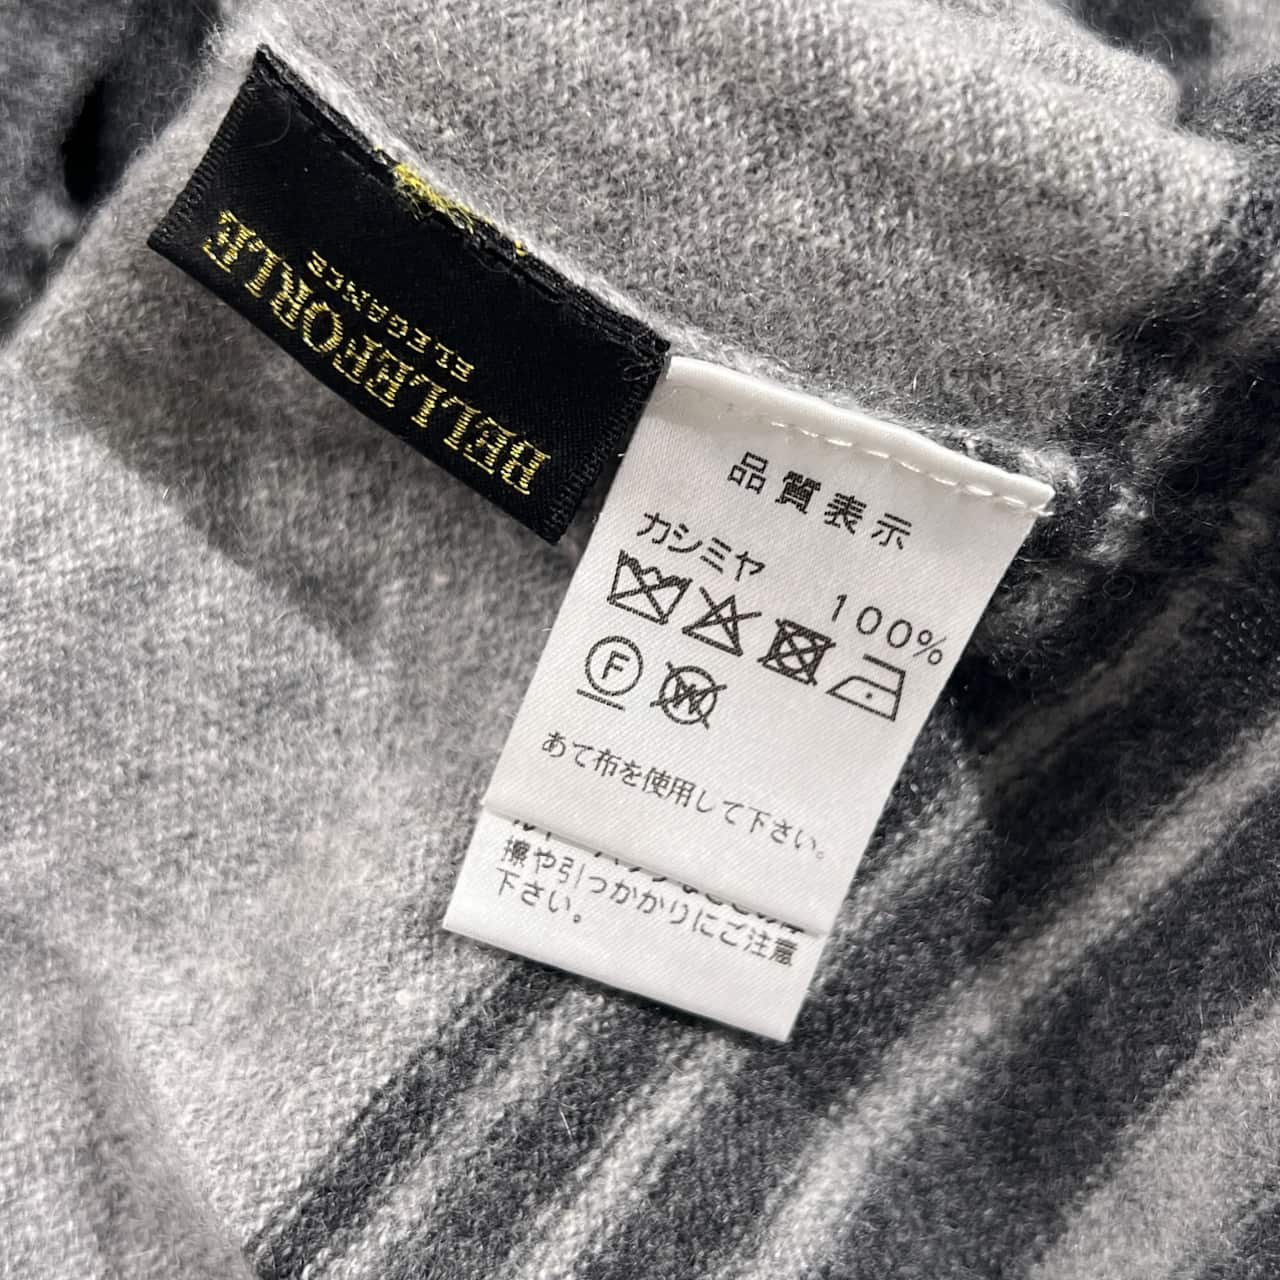 BELLEFORLE
ELEGANCE
品質表示
カシミヤ
100%
F
W
あて布を使用して下さい。
擦や引っかかりにご注意
下さい。